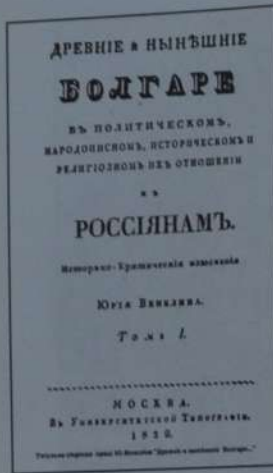 ДРЕВНІЕ & НЫНѢШНІЕ
БОЛГАРЕ
ВЪ ПОЛИТИЧЕСКОМЪ,
НАРОДОПИСНОМЪ, ИСТОРИЧЕСКОМЪ И
РЕЛИГІОЗНОМЪ ИХЪ ОТНОШЕНІИ
КЪ
РОССІЯНАМЪ.
Историко-Критическія изысканія
ЮРІЯ ВЕНЕЛИНА.
Томъ I.
МОСКВА.
Въ Университетской Типографіи.